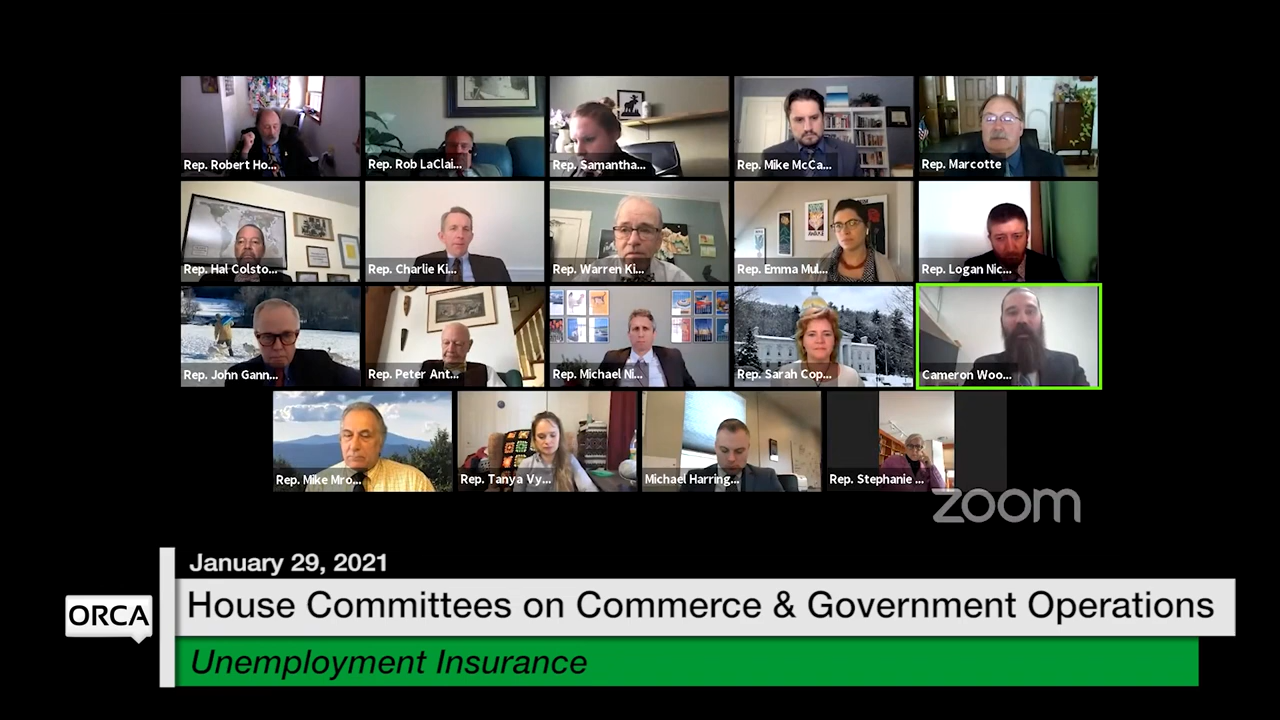 Rep. Robert Ho...
Rep. Rob LaClai...
Rep. Samantha...
Rep. Mike McCa...
Rep. Marcotte
Rep. Hal Colsto...
Rep. Charlie Ki...
Rep. Warren Ki...
Rep. Emma Mul...
Rep. Logan Nic...
Rep. John Gann...
Rep. Peter Ant...
Rep. Michael Ni...
Rep. Sarah Cop...
Cameron Woo...
Rep. Mike Mro...
Rep. Tanya Vy...
Michael Harring...
Rep. Stephanie ...
zoom
January 29, 2021
ORCA
House Committees on Commerce & Government Operations
Unemployment Insurance